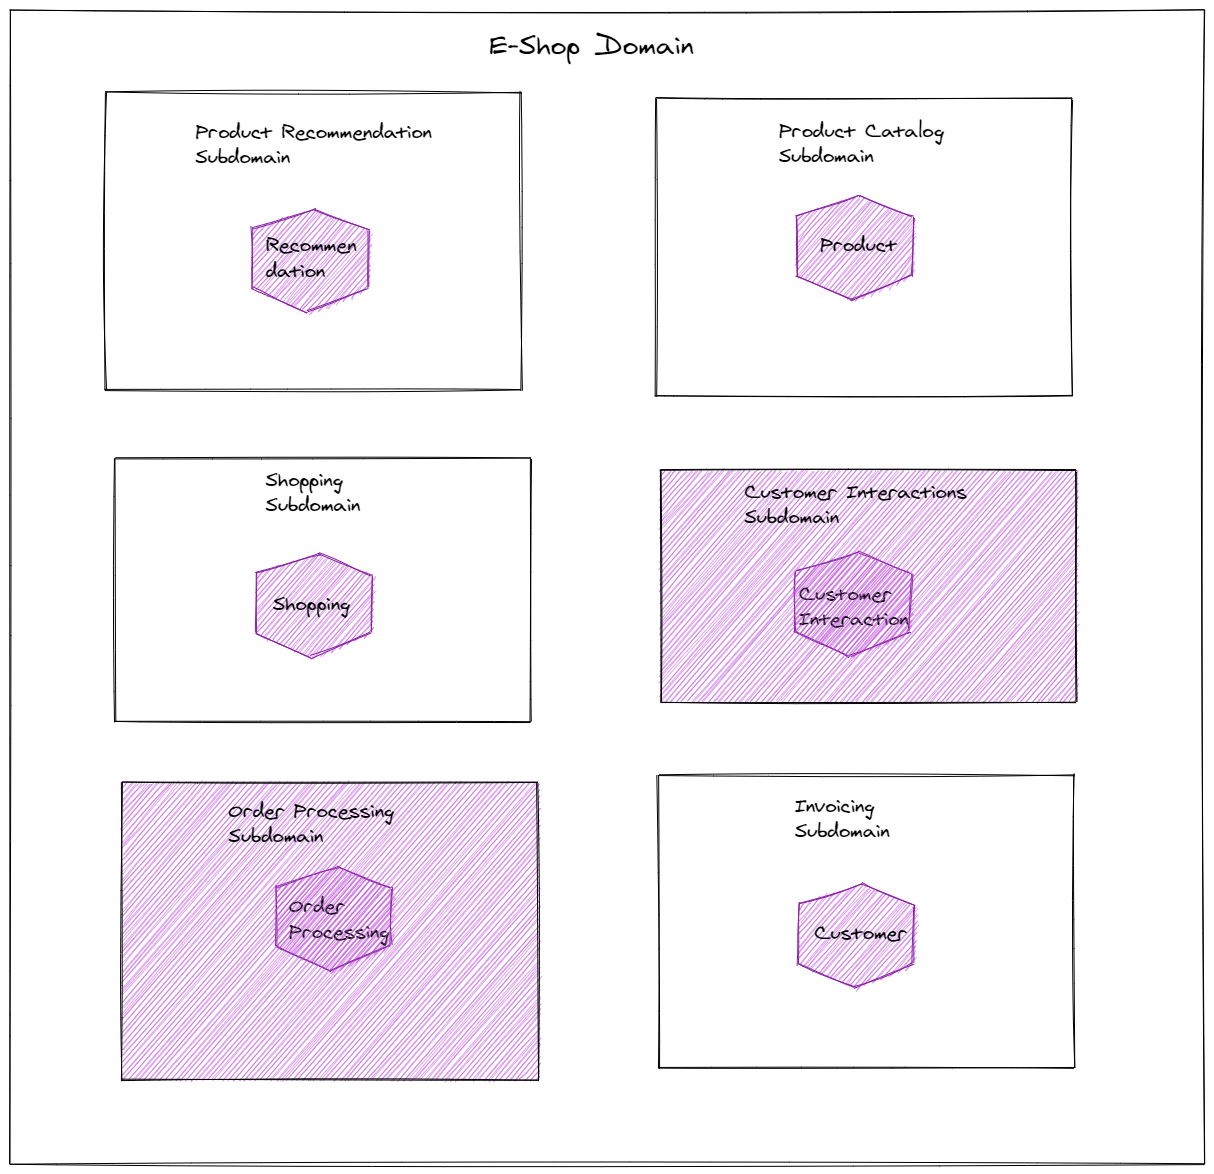 E-Shop Domain
Product Recommendation
Subdomain
Recommen
dation
Product Catalog
Subdomain
Product
Shopping
Subdomain
Shopping
Customer Interactions
Subdomain
Customer
Interaction
Order Processing
Subdomain
Order
Processing
Invoicing
Subdomain
Customer